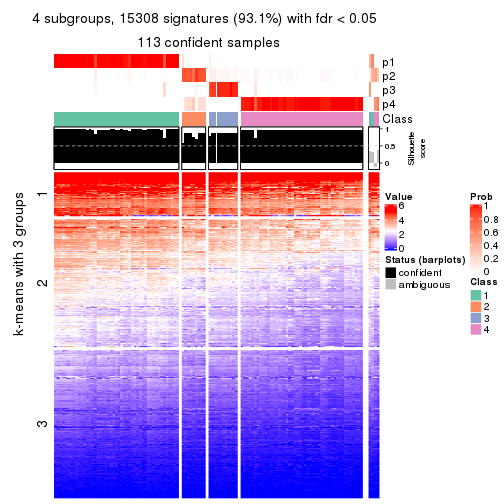 4 subgroups, 15308 signatures (93.1%) with fdr < 0.05
113 confident samples
p1
p2
p3
p4
Class
1
0.5
0
Silhouette
score
k-means with 3 groups
1
2
3
Value
6
4
2
0
Status (barplots)
confident
ambiguous
Prob
1
0.8
0.6
0.4
0.2
0
Class
1
2
3
4